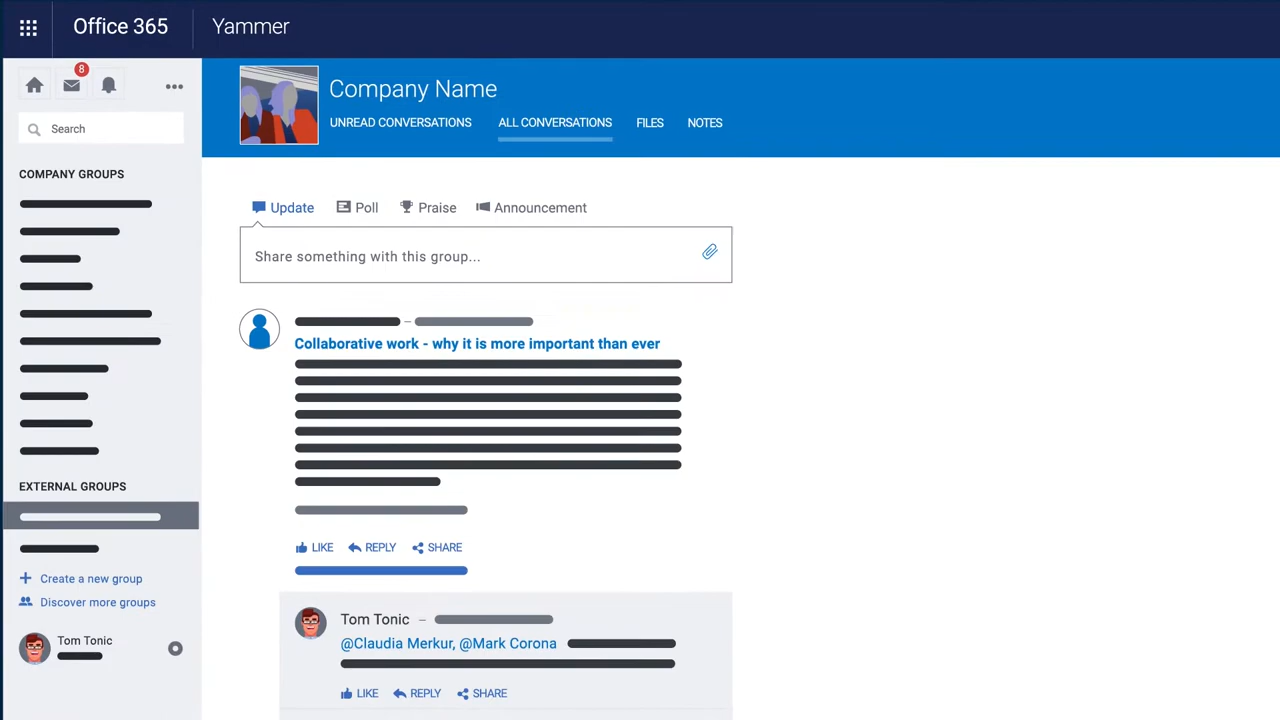 Office 365
Yammer
8
Search
COMPANY GROUPS
EXTERNAL GROUPS
Create a new group
Discover more groups
Tom Tonic
Company Name
UNREAD CONVERSATIONS
ALL CONVERSATIONS
FILES
NOTES
Update
Poll
Praise
Announcement
Share something with this group...
Collaborative work - why it is more important than ever
LIKE
REPLY
SHARE
Tom Tonic –
@Claudia Merkur, @Mark Corona
LIKE
REPLY
SHARE